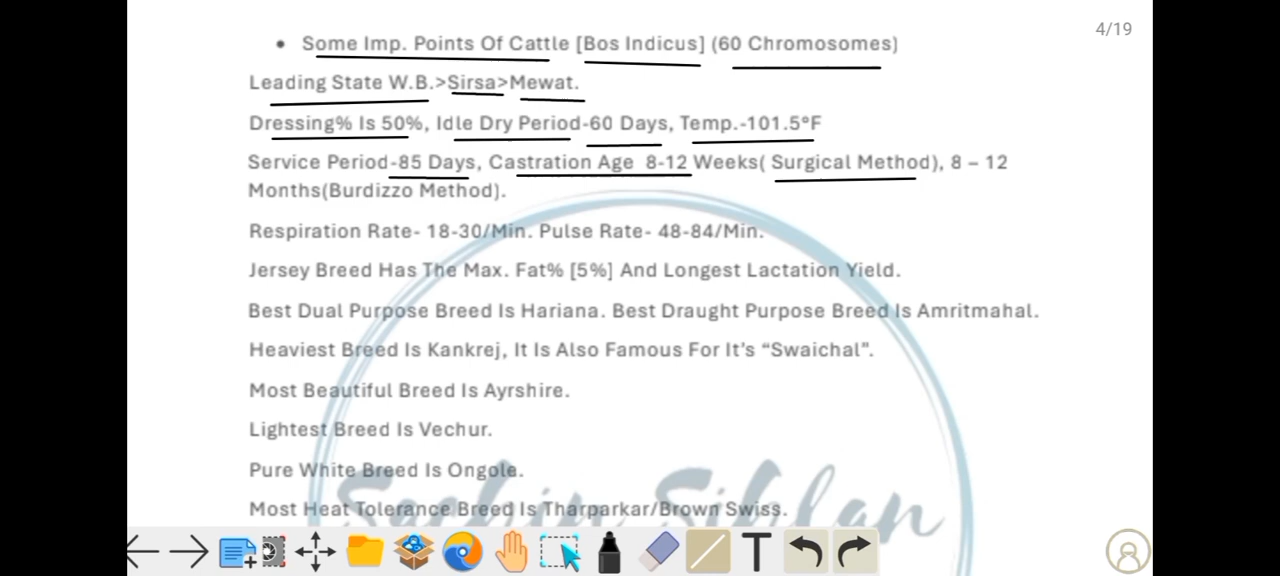 4/19
• Some Imp. Points Of Cattle [Bos Indicus] (60 Chromosomes)
Leading State W.B.>Sirsa>Mewat.
Dressing% Is 50%, Idle Dry Period-60 Days, Temp.-101.5°F
Service Period-85 Days, Castration Age 8-12 Weeks( Surgical Method), 8 – 12
Months(Burdizzo Method).
Respiration Rate- 18-30/Min. Pulse Rate- 48-84/Min.
Jersey Breed Has The Max. Fat% [5%] And Longest Lactation Yield.
Best Dual Purpose Breed Is Hariana. Best Draught Purpose Breed Is Amritmahal.
Heaviest Breed Is Kankrej, It Is Also Famous For It's “Swaichal”.
Most Beautiful Breed Is Ayrshire.
Lightest Breed Is Vechur.
Pure White Breed Is Ongole.
Sachin Sihlan
Most Heat Tolerance Breed Is Tharparkar/Brown Swiss.
T